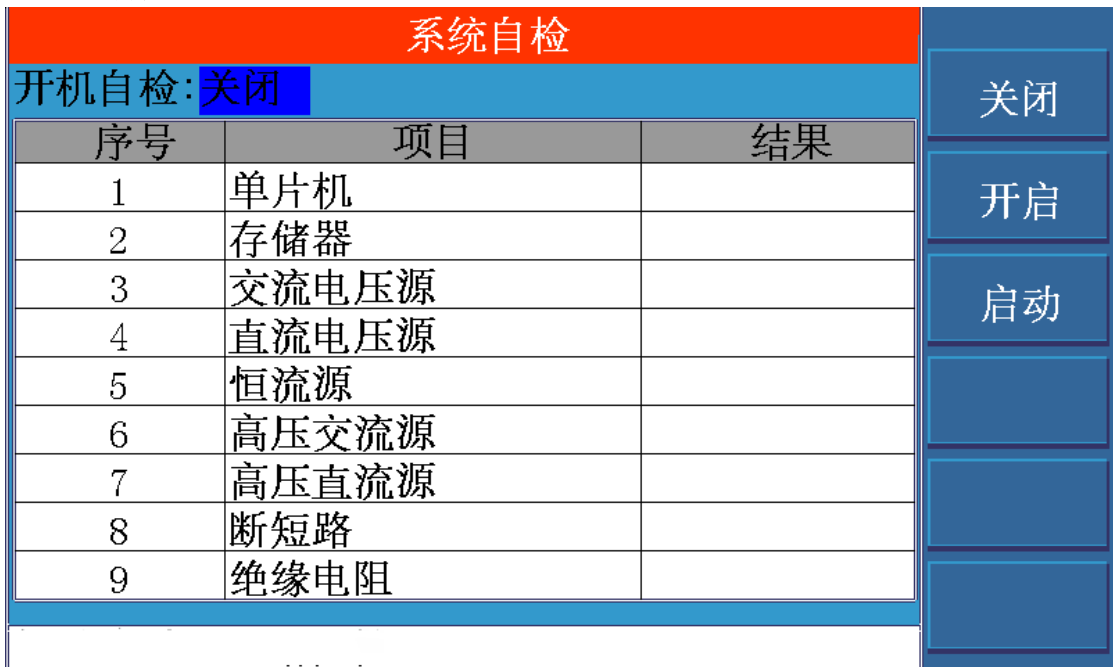 系统自检
开机自检:关闭
序号 项目 结果
1 单片机
2 存储器
3 交流电压源
4 直流电压源
5 恒流源
6 高压交流源
7 高压直流源
8 断短路
9 绝缘电阻
关闭
开启
启动